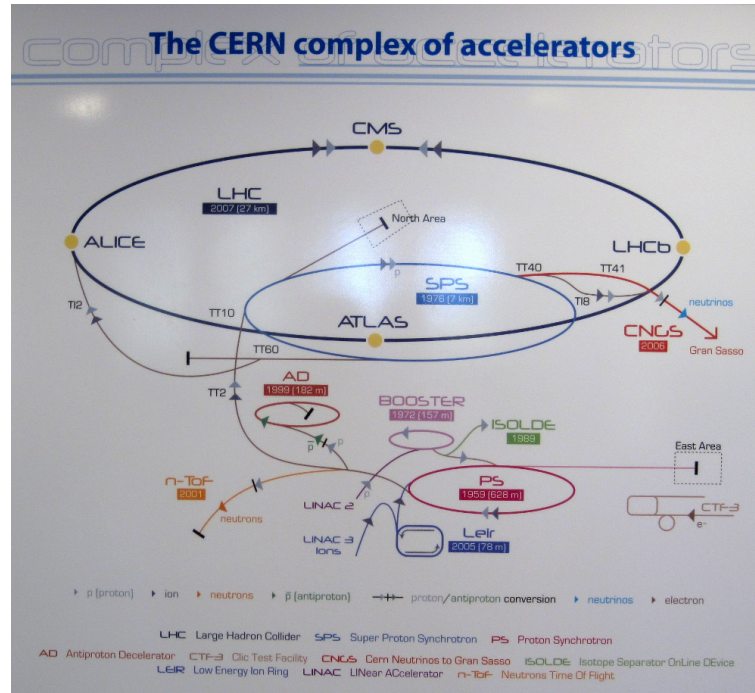 The CERN complex of accelerators
complex of accelerators
CMS
LHC
2007 (27 km)
North Area
ALICE
LHCb
p
SPS
1976 (7 km)
TT40
TT41
TI2
TI8
neutrinos
TT10
ATLAS
CNGS
2006
Gran Sasso
TT60
AD
1999 (182 m)
TT2
BOOSTER
1972 (157 m)
ISOLDE
1989
p̄
p
East Area
n-ToF
2001
PS
1959 (628 m)
p
LINAC 2
neutrons
CTF-3
e-
LINAC 3
Ions
Leir
2005 (78 m)
p (proton)
ion
neutrons
p̄ (antiproton)
proton/antiproton conversion
neutrinos
electron
LHC Large Hadron Collider SPS Super Proton Synchrotron PS Proton Synchrotron
AD Antiproton Decelerator CTF-3 Clic Test Facility CNGS Cern Neutrinos to Gran Sasso ISOLDE Isotope Separator OnLine DEvice
LEIR Low Energy Ion Ring LINAC LINear ACcelerator n-ToF Neutrons Time Of Flight